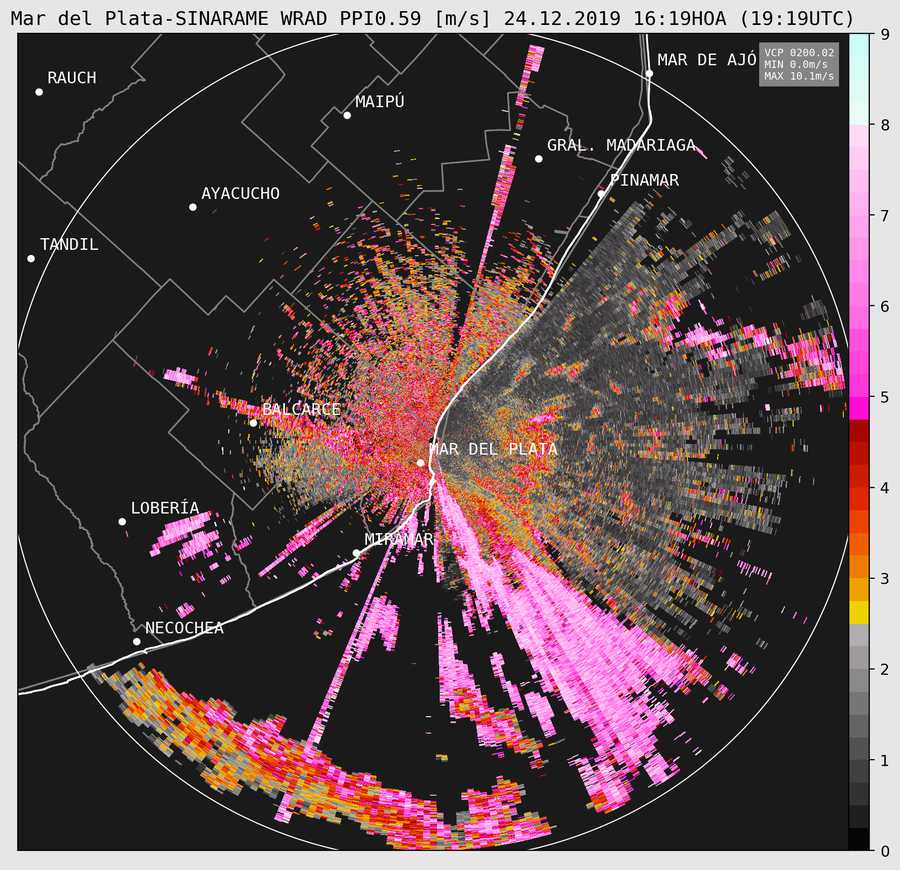 Mar del Plata-SINARAME WRAD PPI0.59 [m/s] 24.12.2019 16:19HOA (19:19UTC)
VCP 0200.02
MIN 0.0m/s
MAX 10.1m/s
MAR DE AJÓ
RAUCH
MAIPÚ
GRAL. MADARIAGA
PINAMAR
AYACUCHO
TANDIL
BALCARCE
MAR DEL PLATA
LOBERÍA
MIRAMAR
NECOCHEA
9
8
7
6
5
4
3
2
1
0